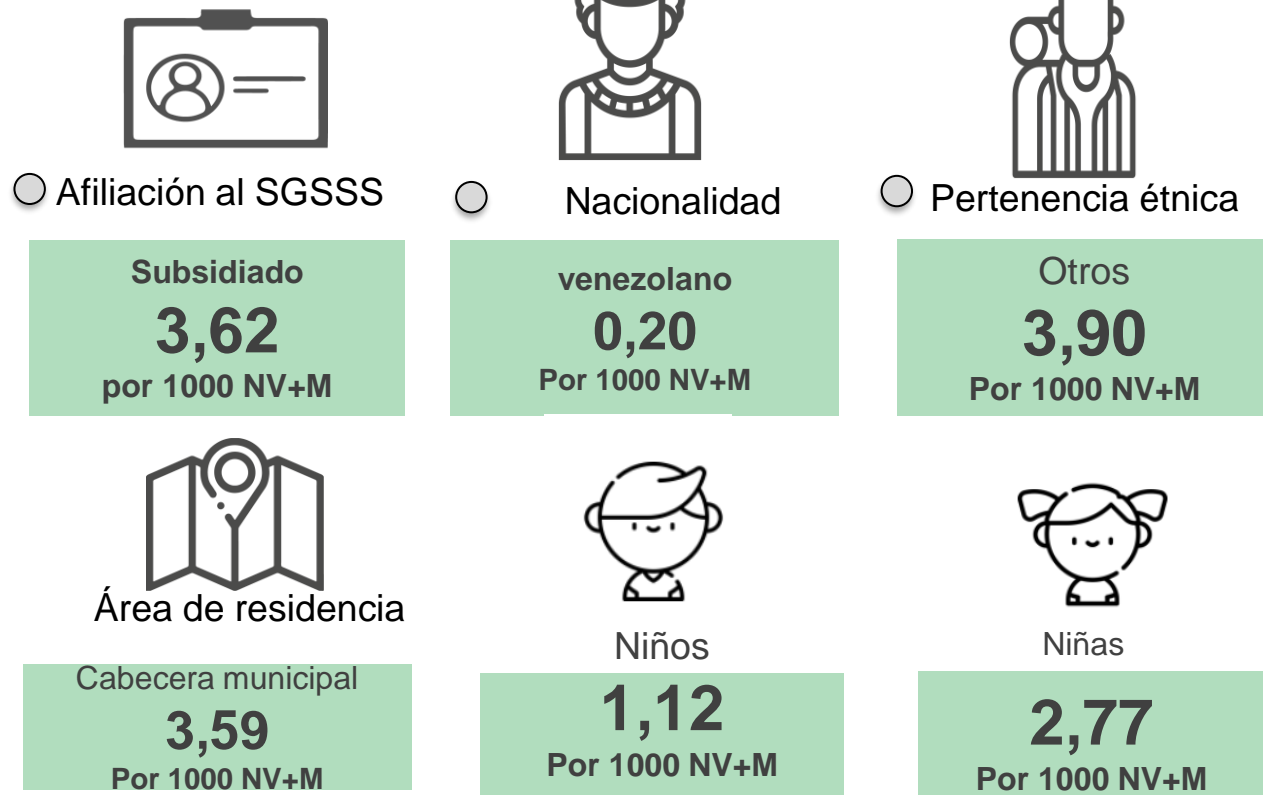 Afiliación al SGSSS
Subsidiado
3,62
por 1000 NV+M
Nacionalidad
venezolano
0,20
Por 1000 NV+M
Pertenencia étnica
Otros
3,90
Por 1000 NV+M
Área de residencia
Cabecera municipal
3,59
Por 1000 NV+M
Niños
1,12
Por 1000 NV+M
Niñas
2,77
Por 1000 NV+M